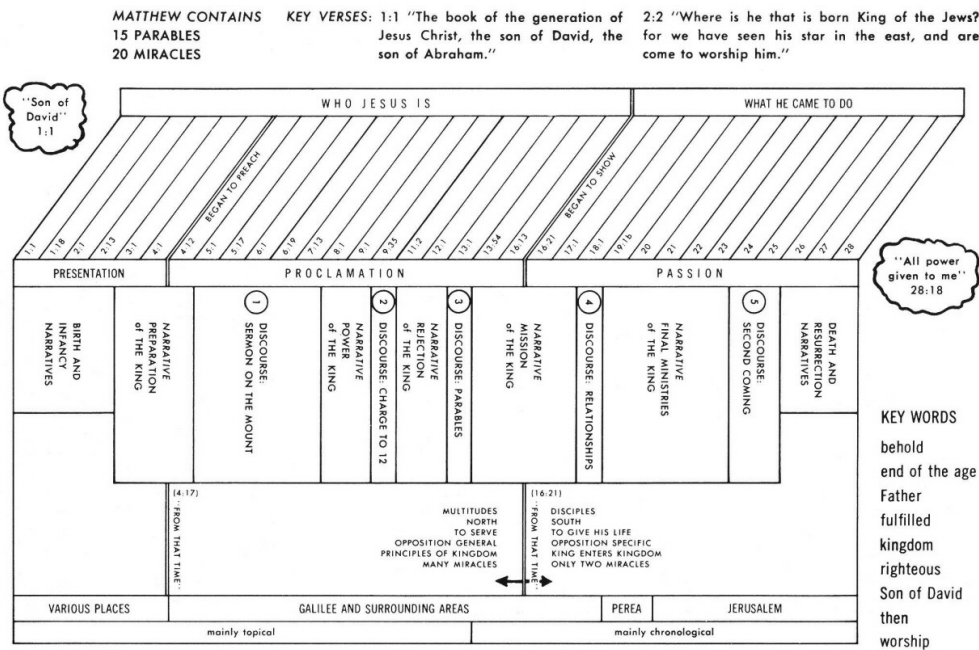 MATTHEW CONTAINS
15 PARABLES
20 MIRACLES
KEY VERSES: 1:1 "The book of the generation of
Jesus Christ, the son of David, the
son of Abraham."
2:2 "Where is he that is born King of the Jews?
for we have seen his star in the east, and are
come to worship him."
"Son of
David"
1:1
WHO JESUS IS
WHAT HE CAME TO DO
BEGAN TO PREACH
BEGAN TO SHOW
1:1
1:18
2:1
2:13
3:1
4:1
4:12
5:1
5:17
6:1
6:19
7:13
8:1
9:1
9:35
11:2
12:1
13:1
13:54
16:13
16:21
17:1
18:1
19:1b
20
21
22
23
24
25
26
27
28
"All power
given to me"
28:18
PRESENTATION
PROCLAMATION
PASSION
BIRTH AND
INFANCY
NARRATIVES
NARRATIVE
PREPARATION
of THE KING
1
DISCOURSE:
SERMON ON THE MOUNT
NARRATIVE
POWER
of THE KING
2
DISCOURSE: CHARGE TO 12
NARRATIVE
REJECTION
of THE KING
3
DISCOURSE: PARABLES
NARRATIVE
MISSION
of THE KING
4
DISCOURSE: RELATIONSHIPS
NARRATIVE
FINAL MINISTRIES
of THE KING
5
DISCOURSE:
SECOND COMING
DEATH AND
RESURRECTION
NARRATIVES
(4:17)
"FROM THAT TIME"
MULTITUDES
NORTH
TO SERVE
OPPOSITION GENERAL
PRINCIPLES OF KINGDOM
MANY MIRACLES
(16:21)
"FROM THAT TIME"
DISCIPLES
SOUTH
TO GIVE HIS LIFE
OPPOSITION SPECIFIC
KING ENTERS KINGDOM
ONLY TWO MIRACLES
VARIOUS PLACES
GALILEE AND SURROUNDING AREAS
PEREA
JERUSALEM
mainly topical
mainly chronological
KEY WORDS
behold
end of the age
Father
fulfilled
kingdom
righteous
Son of David
then
worship